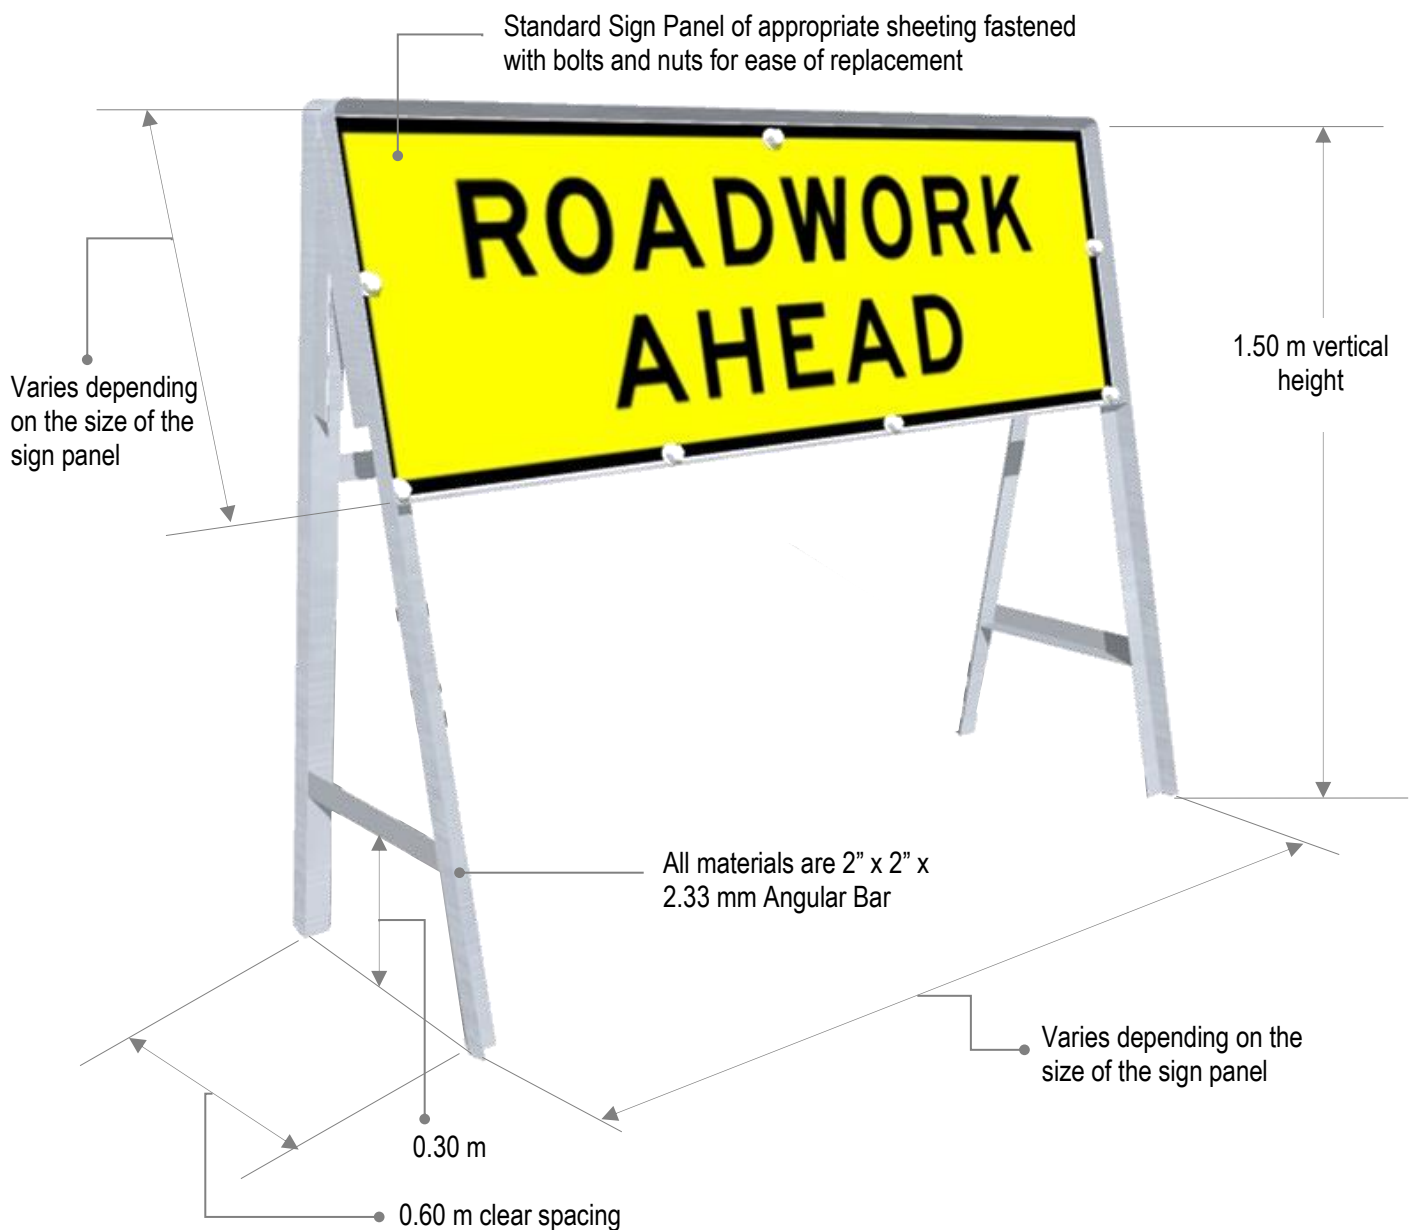 Standard Sign Panel of appropriate sheeting fastened
with bolts and nuts for ease of replacement
ROADWORK
AHEAD
1.50 m vertical
height
Varies depending
on the size of the
sign panel
All materials are 2” x 2” x
2.33 mm Angular Bar
Varies depending on the
size of the sign panel
0.30 m
0.60 m clear spacing